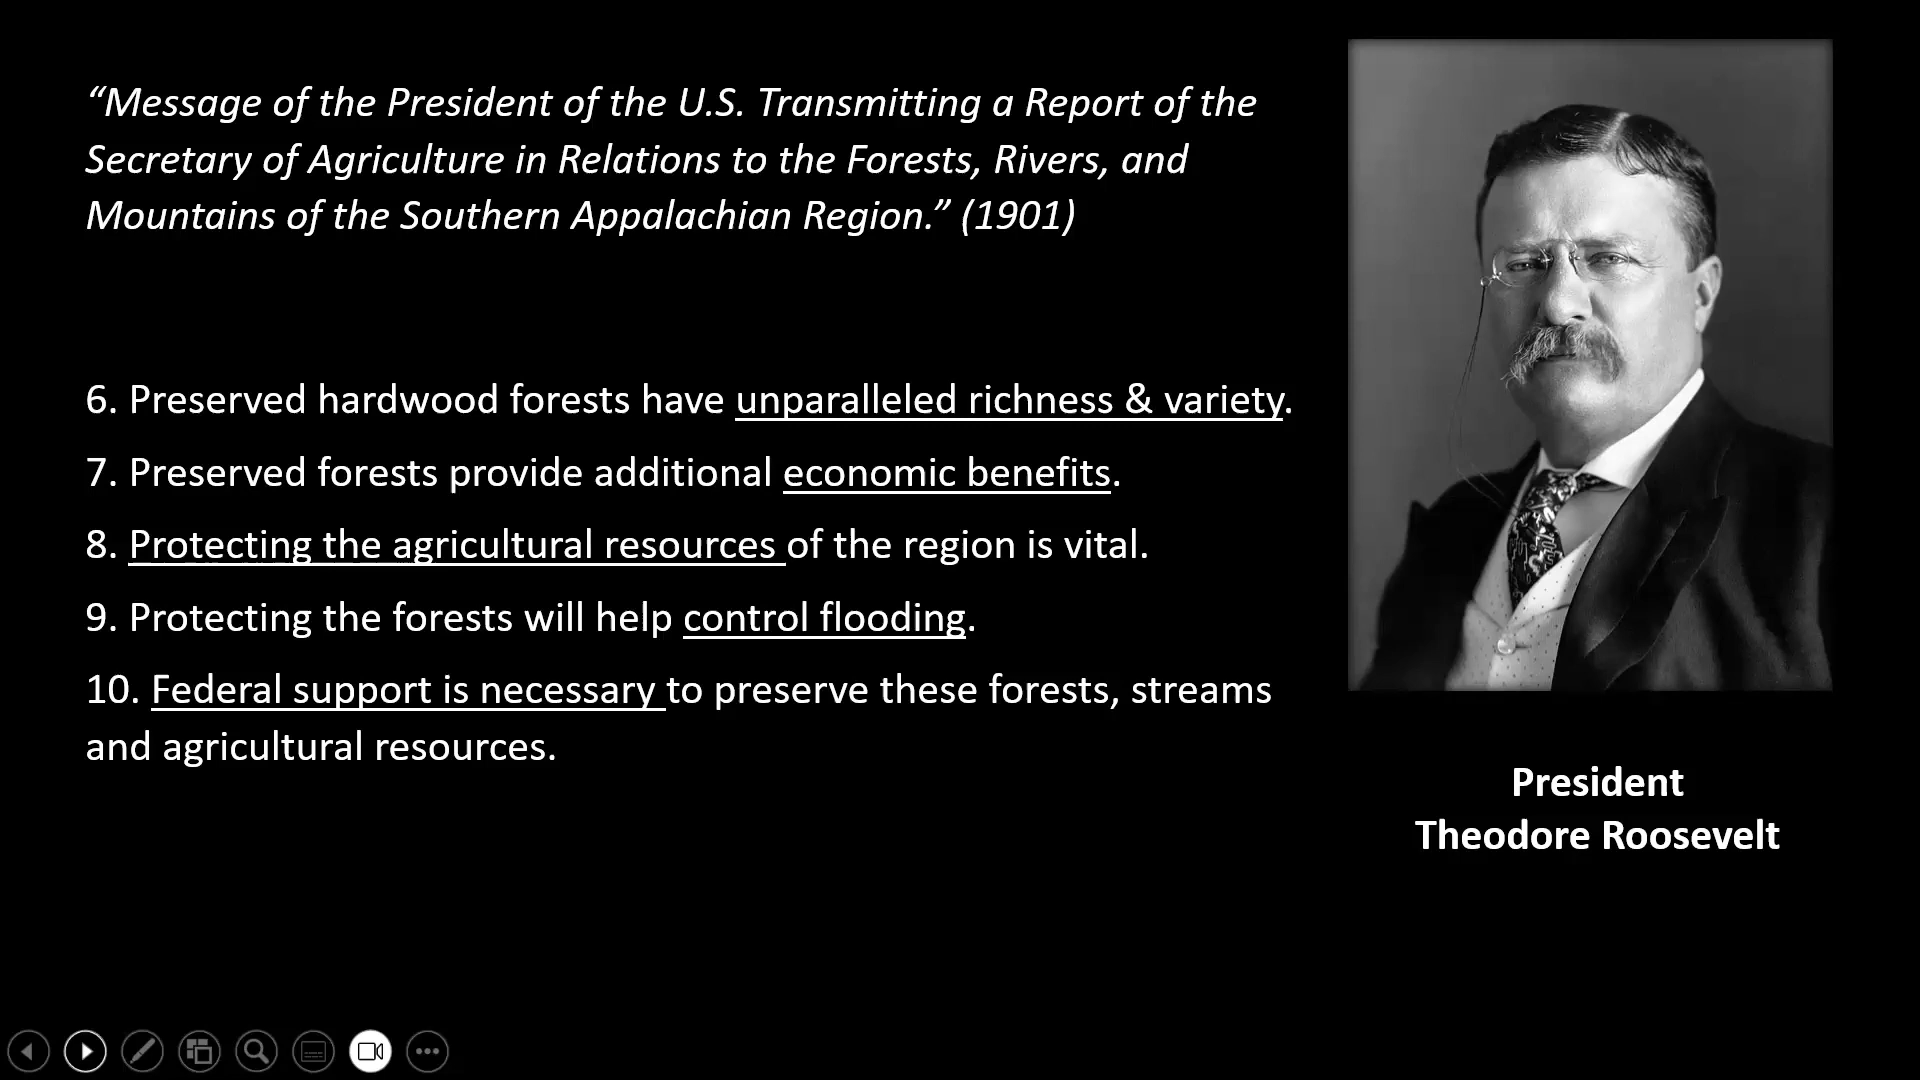 “Message of the President of the U.S. Transmitting a Report of the
Secretary of Agriculture in Relations to the Forests, Rivers, and
Mountains of the Southern Appalachian Region.” (1901)
6. Preserved hardwood forests have unparalleled richness & variety.
7. Preserved forests provide additional economic benefits.
8. Protecting the agricultural resources of the region is vital.
9. Protecting the forests will help control flooding.
10. Federal support is necessary to preserve these forests, streams
and agricultural resources.
President
Theodore Roosevelt